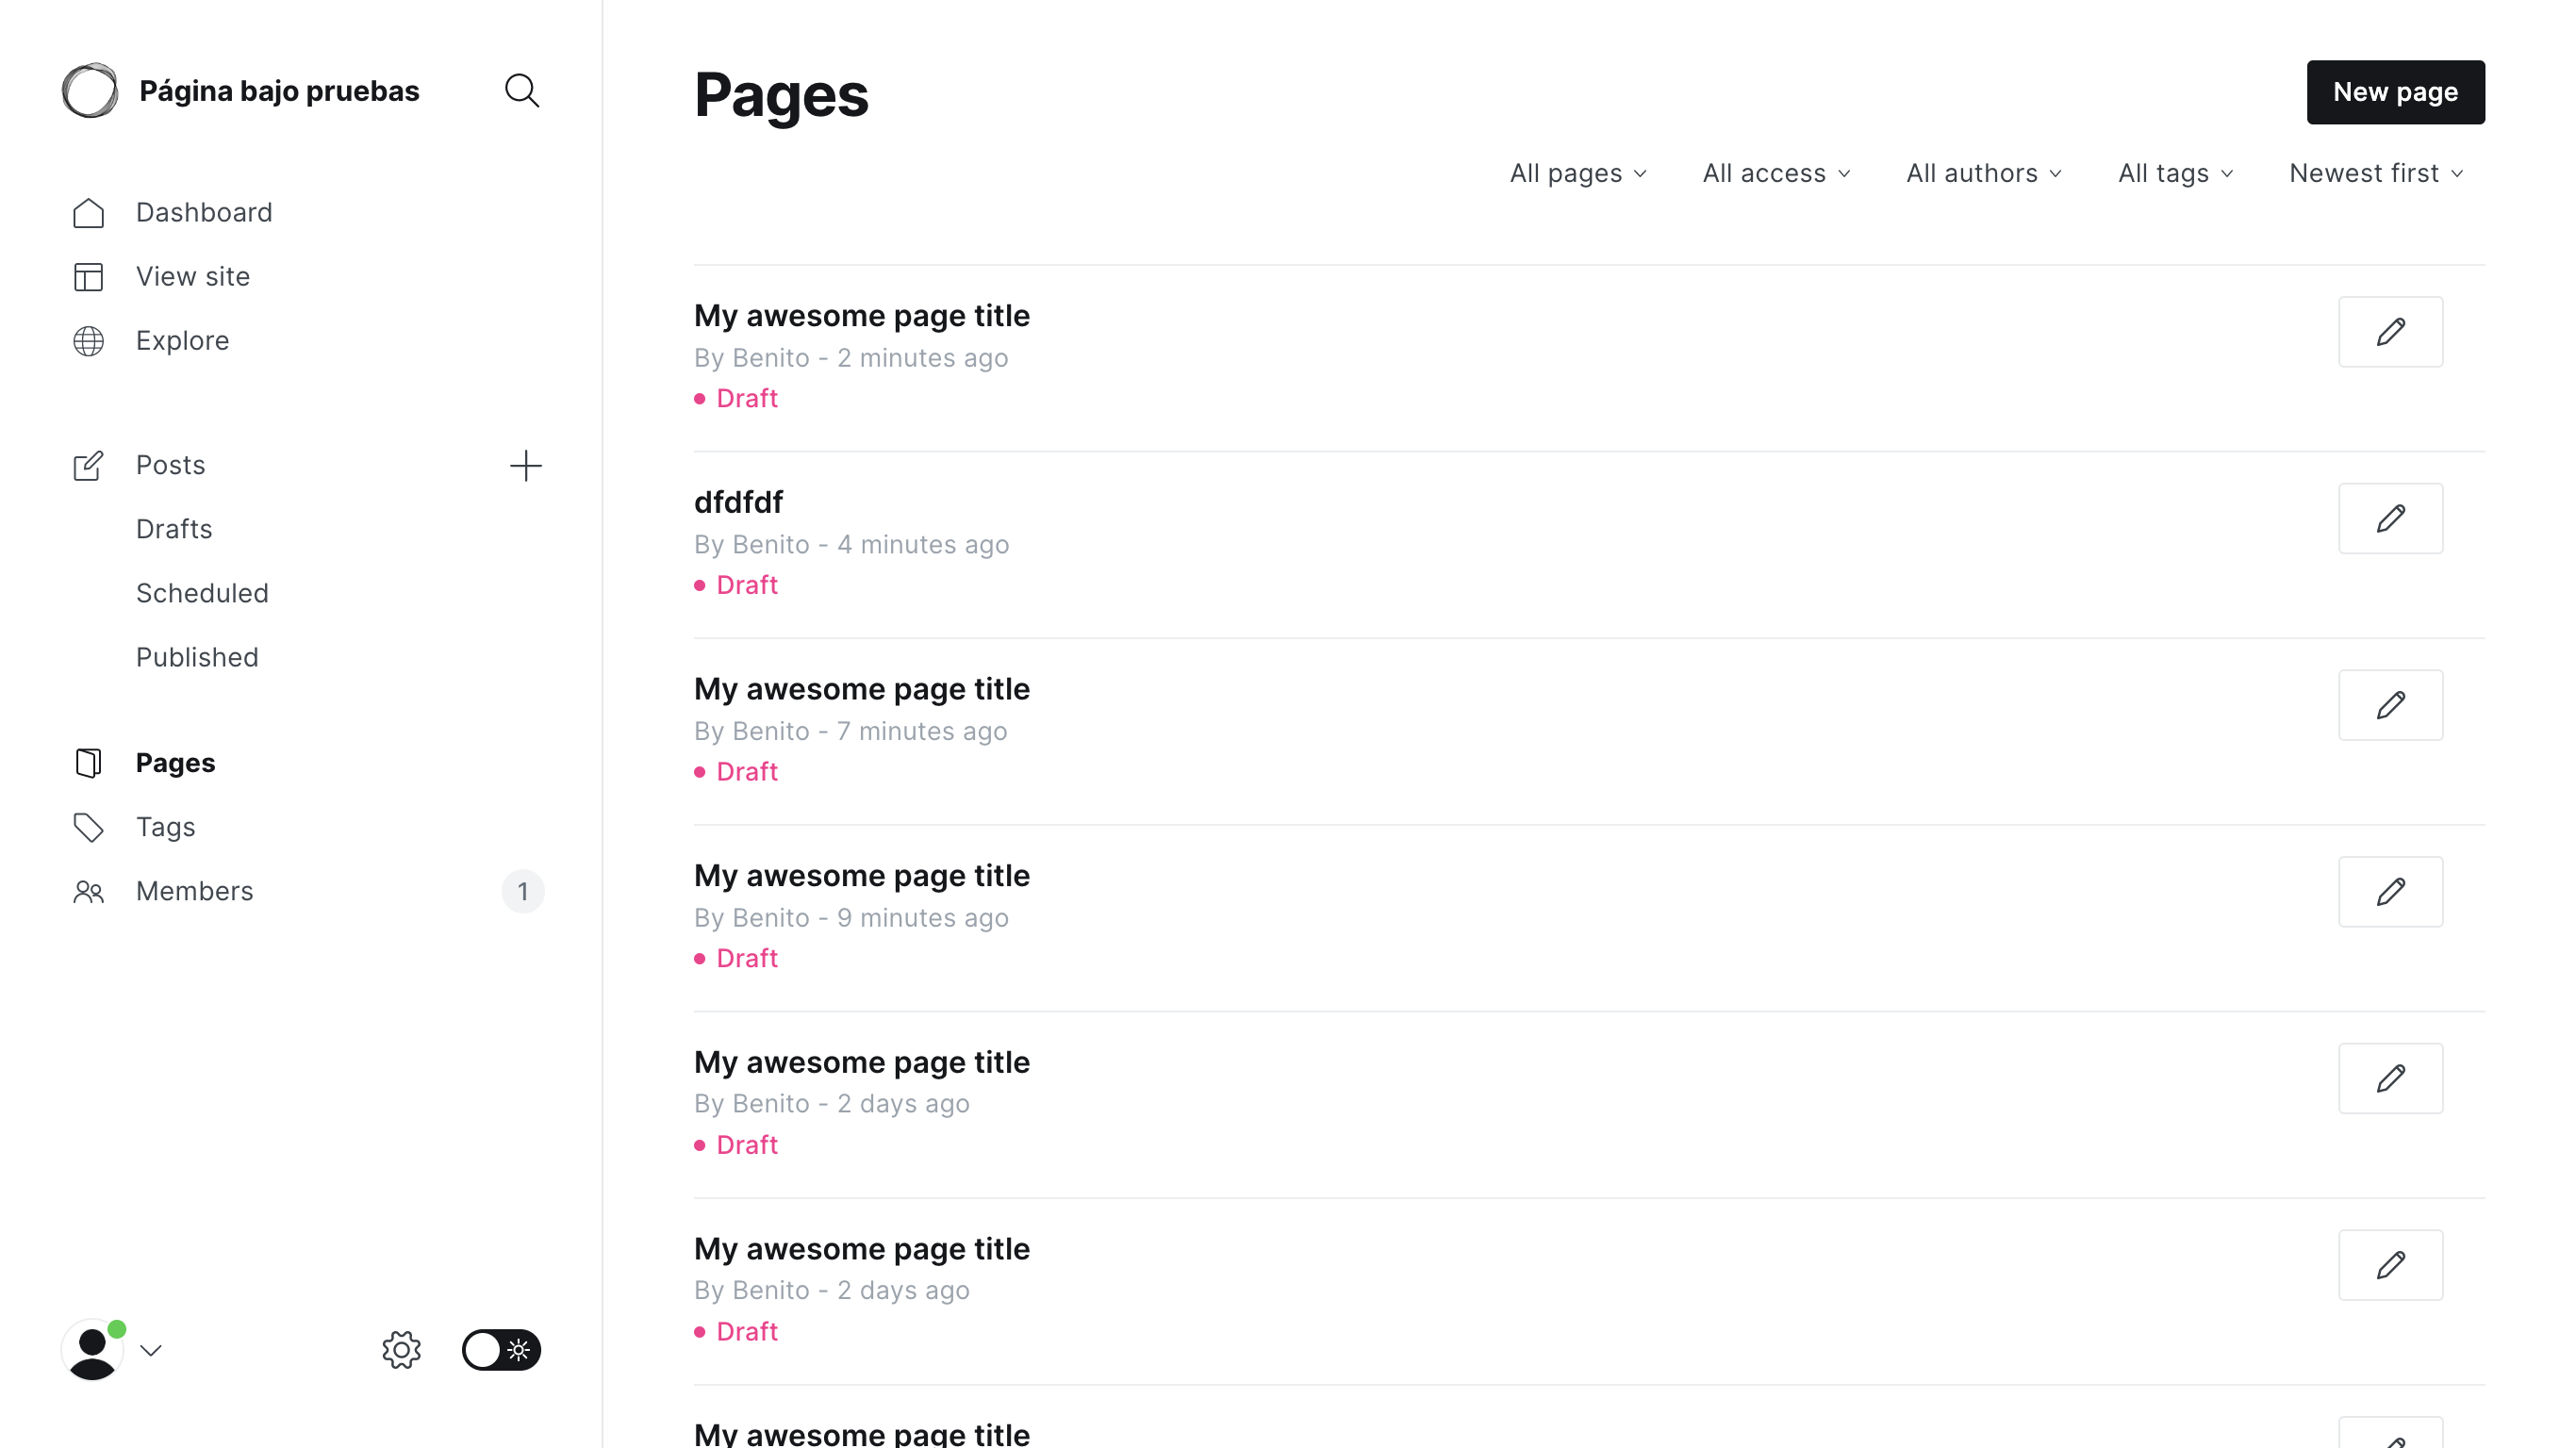 Página bajo pruebas
Dashboard
View site
Explore
Posts
Drafts
Scheduled
Published
Pages
Tags
Members
1
Pages
New page
All pages
All access
All authors
All tags
Newest first
My awesome page title
By Benito - 2 minutes ago
Draft
dfdfdf
By Benito - 4 minutes ago
Draft
My awesome page title
By Benito - 7 minutes ago
Draft
My awesome page title
By Benito - 9 minutes ago
Draft
My awesome page title
By Benito - 2 days ago
Draft
My awesome page title
By Benito - 2 days ago
Draft
My awesome page title